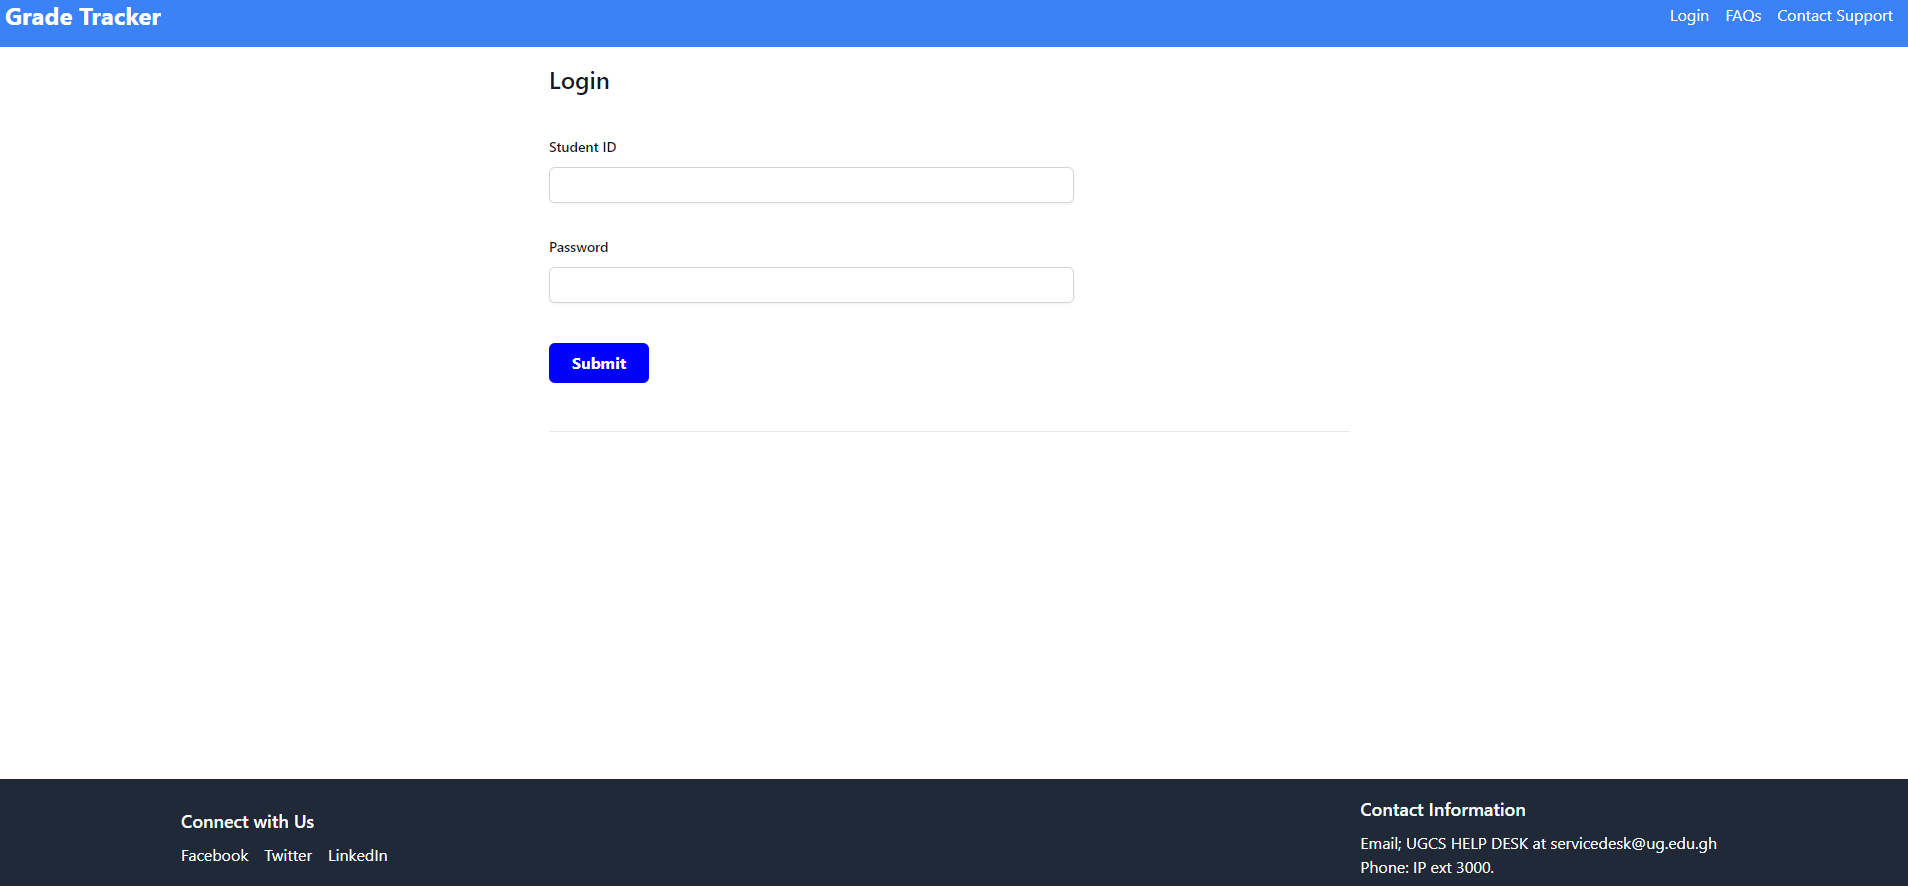 Grade Tracker
Login FAQs Contact Support
Login
Student ID
Password
Submit
Connect with Us
Facebook Twitter LinkedIn
Contact Information
Email; UGCS HELP DESK at servicedesk@ug.edu.gh
Phone: IP ext 3000.